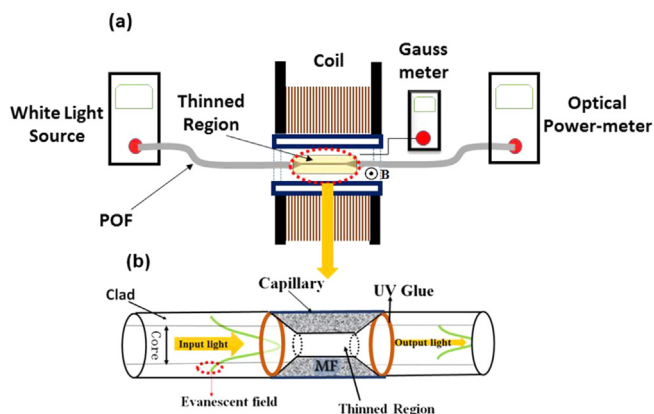 (a)
Coil
Gauss
meter
White Light
Source
Thinned
Region
Optical
Power-meter
B
POF
(b)
Capillary
UV Glue
Clad
Core
Input light
Output light
MF
Evanescent field
Thinned Region